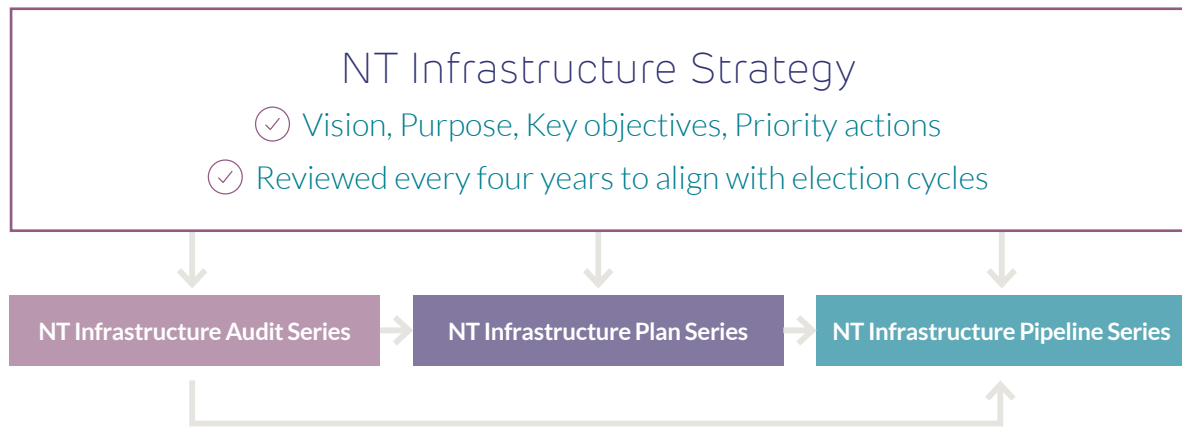 NT Infrastructure Strategy
Vision, Purpose, Key objectives, Priority actions
Reviewed every four years to align with election cycles
NT Infrastructure Audit Series
NT Infrastructure Plan Series
NT Infrastructure Pipeline Series